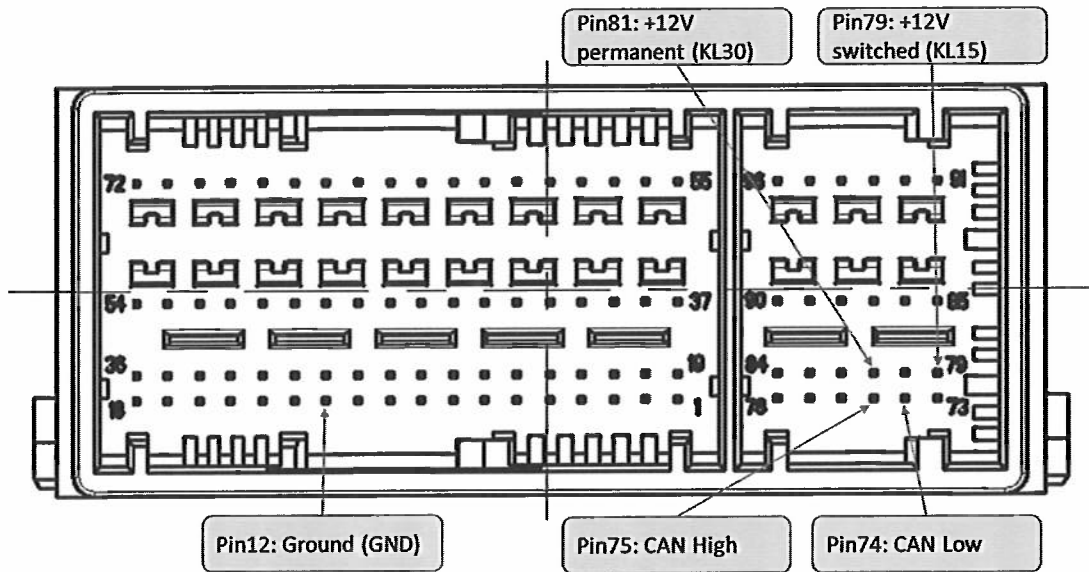 Pin81: +12V
permanent (KL30)
Pin79: +12V
switched (KL15)
72
55
96
91
54
37
90
85
36
19
84
79
18
1
78
73
Pin12: Ground (GND)
Pin75: CAN High
Pin74: CAN Low